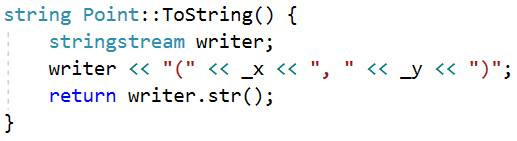 string Point::ToString() {
    stringstream writer;
    writer << "(" << _x << ", " << _y << ")";
    return writer.str();
}